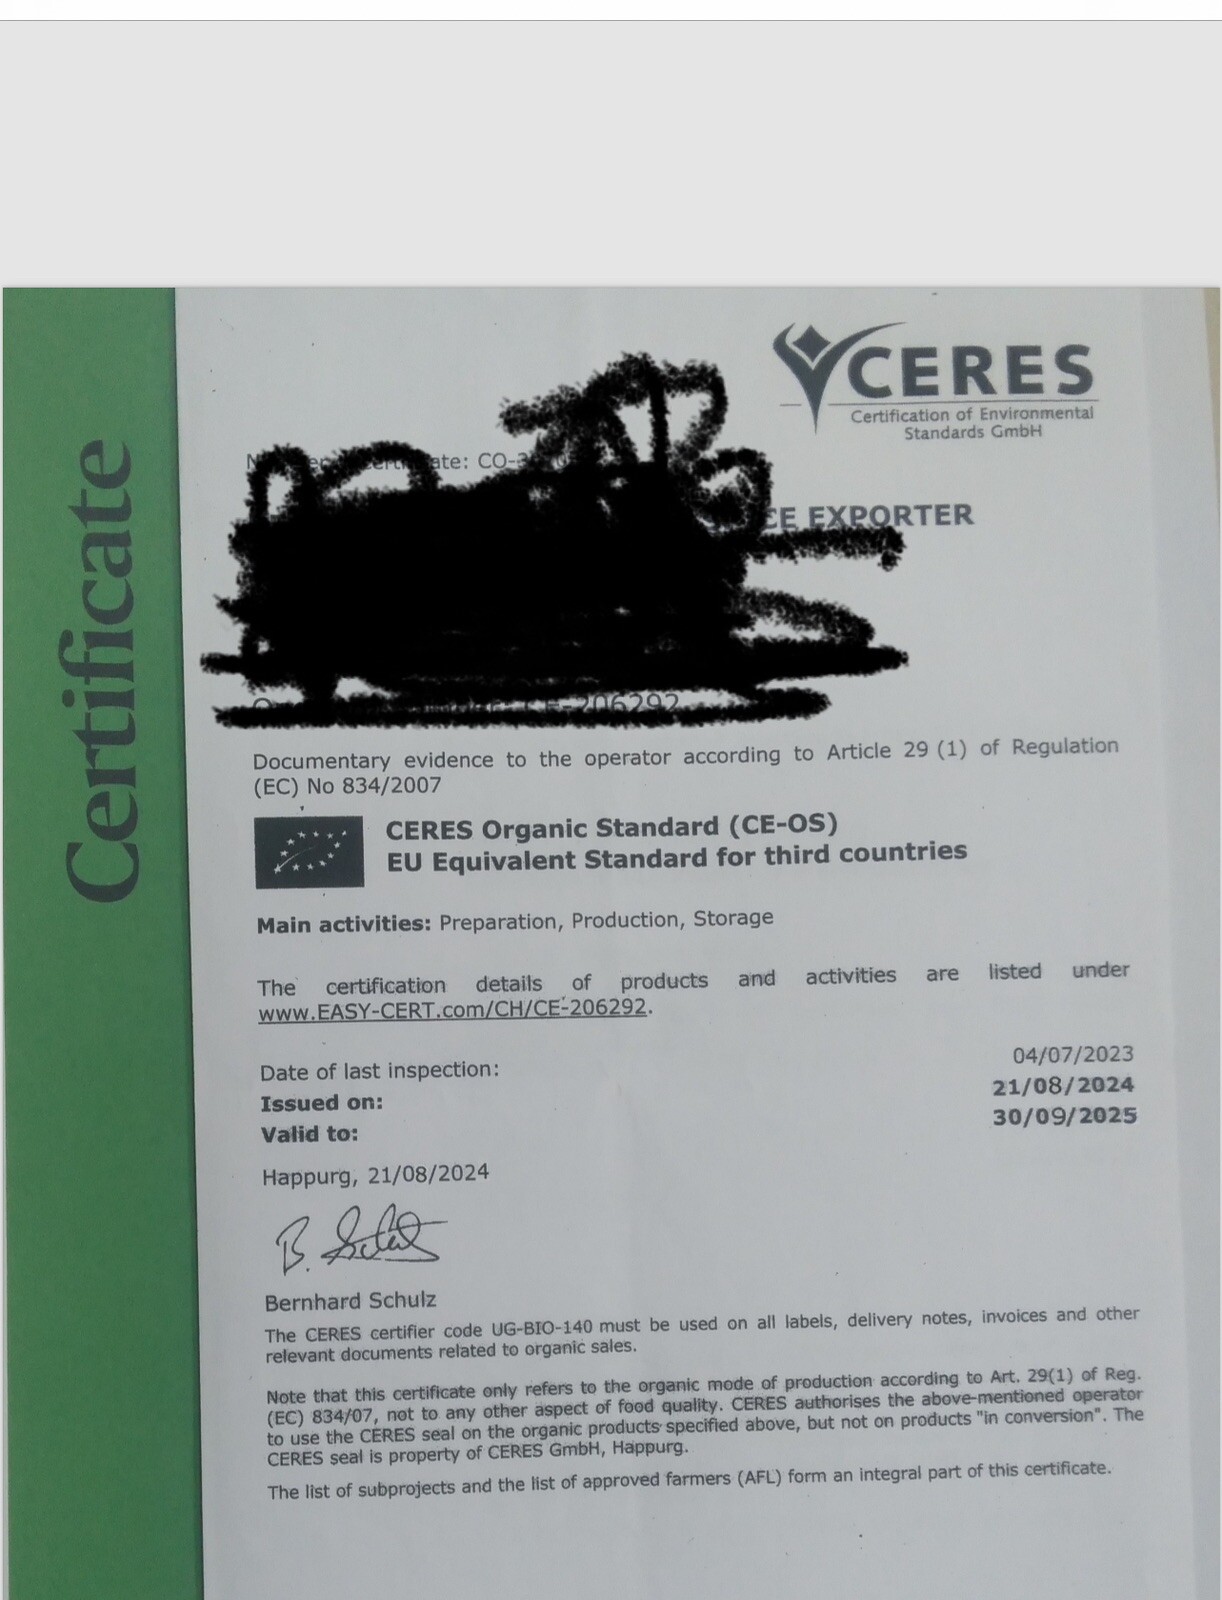 Certificate
CERES
Certification of Environmental
Standards GmbH
CO-
EXPORTER
CE-206292
Documentary evidence to the operator according to Article 29 (1) of Regulation
(EC) No 834/2007
CERES Organic Standard (CE-OS)
EU Equivalent Standard for third countries
Main activities: Preparation, Production, Storage
The certification details of products and activities are listed under
www.EASY-CERT.com/CH/CE-206292.
Date of last inspection: 04/07/2023
Issued on: 21/08/2024
Valid to: 30/09/2025
Happurg, 21/08/2024
B. Schulz
Bernhard Schulz
The CERES certifier code UG-BIO-140 must be used on all labels, delivery notes, invoices and other
relevant documents related to organic sales.
Note that this certificate only refers to the organic mode of production according to Art. 29(1) of Reg.
(EC) 834/07, not to any other aspect of food quality. CERES authorises the above-mentioned operator
to use the CERES seal on the organic products specified above, but not on products "in conversion". The
CERES seal is property of CERES GmbH, Happurg.
The list of subprojects and the list of approved farmers (AFL) form an integral part of this certificate.